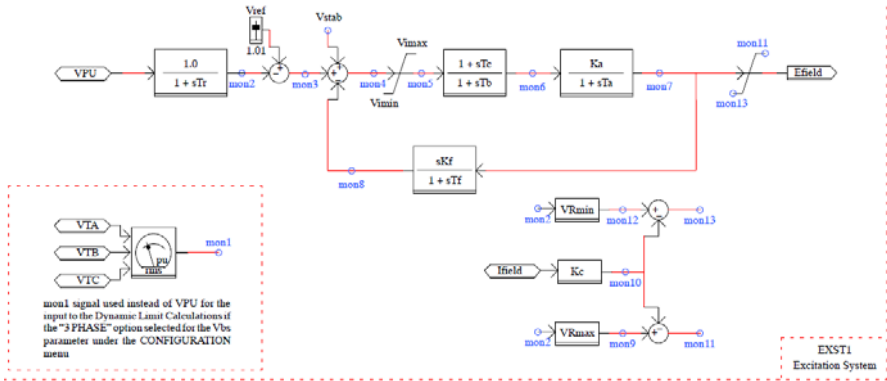 Vref
1.01
Vstab
Vimax
Vimin
VPU
1.0
1 + sTr
mon2
mon3
mon4
mon5
1 + sTc
1 + sTb
mon6
Ka
1 + sTa
mon7
mon11
mon13
Efield
sKf
1 + sTf
mon8
VTA
VTB
VTC
pu
rms
mon1
mon1 signal used instead of VPU for the
input to the Dynamic Limit Calculations if
the "3 PHASE" option selected for the Vbs
parameter under the CONFIGURATION
menu
mon2
VRmin
mon12
mon13
Ifield
Kc
mon10
mon2
VRmax
mon9
mon11
EXST1
Excitation System